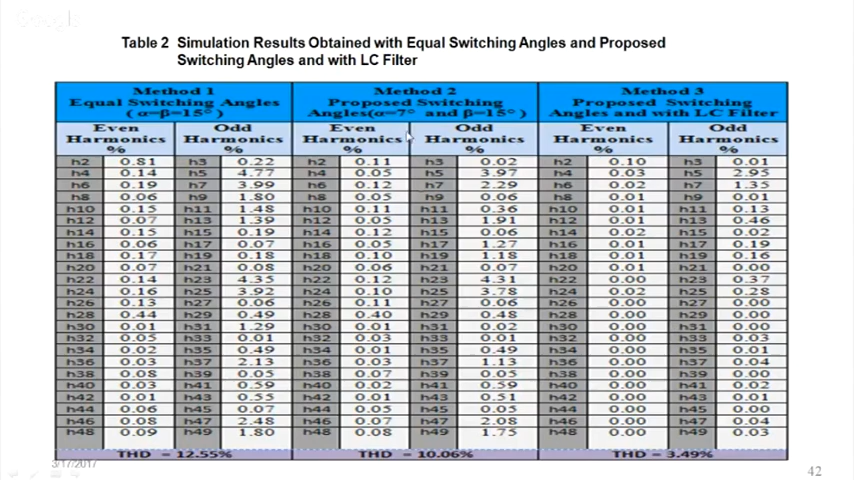 Google
Table 2 Simulation Results Obtained with Equal Switching Angles and Proposed
Switching Angles and with LC Filter
Method 1 Method 2 Method 3
Equal Switching Angles Proposed Switching Proposed Switching
(α=β=15°) Angles(α=7° and β=15°) Angles and with LC Filter
Even Odd Even Odd Even Odd
Harmonics Harmonics Harmonics Harmonics Harmonics Harmonics
% % % % % %
h2 0.81 h3 0.22 h2 0.11 h3 0.02 h2 0.10 h3 0.01
h4 0.14 h5 4.77 h4 0.05 h5 3.97 h4 0.03 h5 2.95
h6 0.19 h7 3.99 h6 0.12 h7 2.29 h6 0.02 h7 1.35
h8 0.06 h9 1.80 h8 0.05 h9 0.06 h8 0.01 h9 0.01
h10 0.15 h11 1.48 h10 0.11 h11 0.36 h10 0.01 h11 0.13
h12 0.07 h13 1.39 h12 0.05 h13 1.91 h12 0.01 h13 0.46
h14 0.15 h15 0.19 h14 0.12 h15 0.06 h14 0.02 h15 0.02
h16 0.06 h17 0.07 h16 0.05 h17 1.27 h16 0.01 h17 0.19
h18 0.17 h19 0.18 h18 0.10 h19 1.18 h18 0.01 h19 0.16
h20 0.07 h21 0.08 h20 0.06 h21 0.07 h20 0.01 h21 0.00
h22 0.14 h23 4.35 h22 0.12 h23 4.31 h22 0.00 h23 0.37
h24 0.16 h25 3.92 h24 0.10 h25 3.78 h24 0.02 h25 0.28
h26 0.13 h27 0.06 h26 0.11 h27 0.06 h26 0.00 h27 0.00
h28 0.44 h29 0.49 h28 0.40 h29 0.48 h28 0.00 h29 0.00
h30 0.01 h31 1.29 h30 0.01 h31 0.02 h30 0.00 h31 0.00
h32 0.05 h33 0.01 h32 0.03 h33 0.01 h32 0.00 h33 0.03
h34 0.02 h35 0.49 h34 0.01 h35 0.49 h34 0.00 h35 0.01
h36 0.03 h37 2.13 h36 0.03 h37 1.13 h36 0.00 h37 0.04
h38 0.08 h39 0.05 h38 0.07 h39 0.05 h38 0.00 h39 0.00
h40 0.03 h41 0.59 h40 0.02 h41 0.59 h40 0.00 h41 0.02
h42 0.01 h43 0.55 h42 0.01 h43 0.51 h42 0.00 h43 0.01
h44 0.06 h45 0.07 h44 0.05 h45 0.05 h44 0.00 h45 0.00
h46 0.08 h47 2.48 h46 0.07 h47 2.08 h46 0.00 h47 0.04
h48 0.09 h49 1.80 h48 0.08 h49 1.75 h48 0.00 h49 0.03
THD = 12.55% THD = 10.06% THD = 3.49%
3/17/2017
42